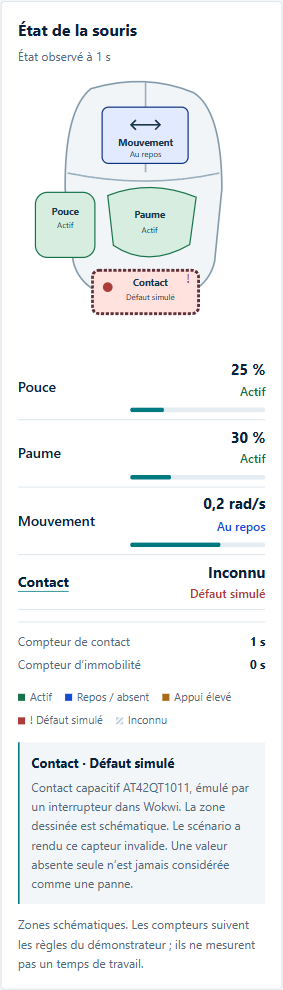 État de la souris
État observé à 1 s
Mouvement
Au repos
Pouce
Actif
Paume
Actif
Contact
!
Défaut simulé
25 %
Pouce
Actif
30 %
Paume
Actif
0,2 rad/s
Mouvement
Au repos
Contact
Inconnu
Défaut simulé
Compteur de contact 1 s
Compteur d’immobilité 0 s
Actif Repos / absent Appui élevé
! Défaut simulé Inconnu
Contact · Défaut simulé
Contact capacitif AT42QT1011, émulé par
un interrupteur dans Wokwi. La zone
dessinée est schématique. Le scénario a
rendu ce capteur invalide. Une valeur
absente seule n’est jamais considérée
comme une panne.
Zones schématiques. Les compteurs suivent
les règles du démonstrateur ; ils ne mesurent
pas un temps de travail.